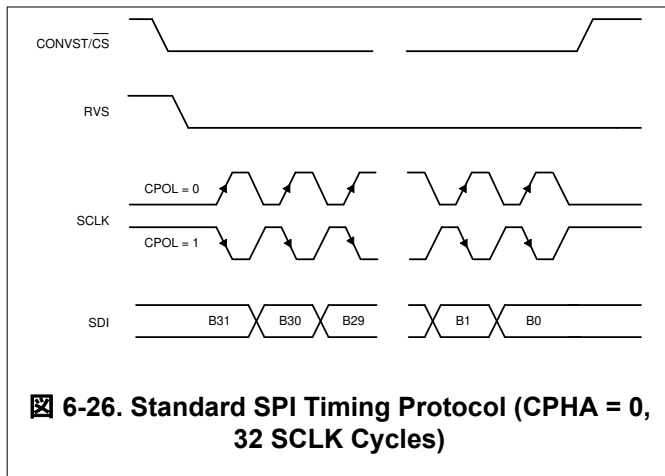 CONVST/CS
RVS
CPOL = 0
SCLK
CPOL = 1
SDI
B31 B30 B29 B1 B0
図 6-26. Standard SPI Timing Protocol (CPHA = 0,
32 SCLK Cycles)